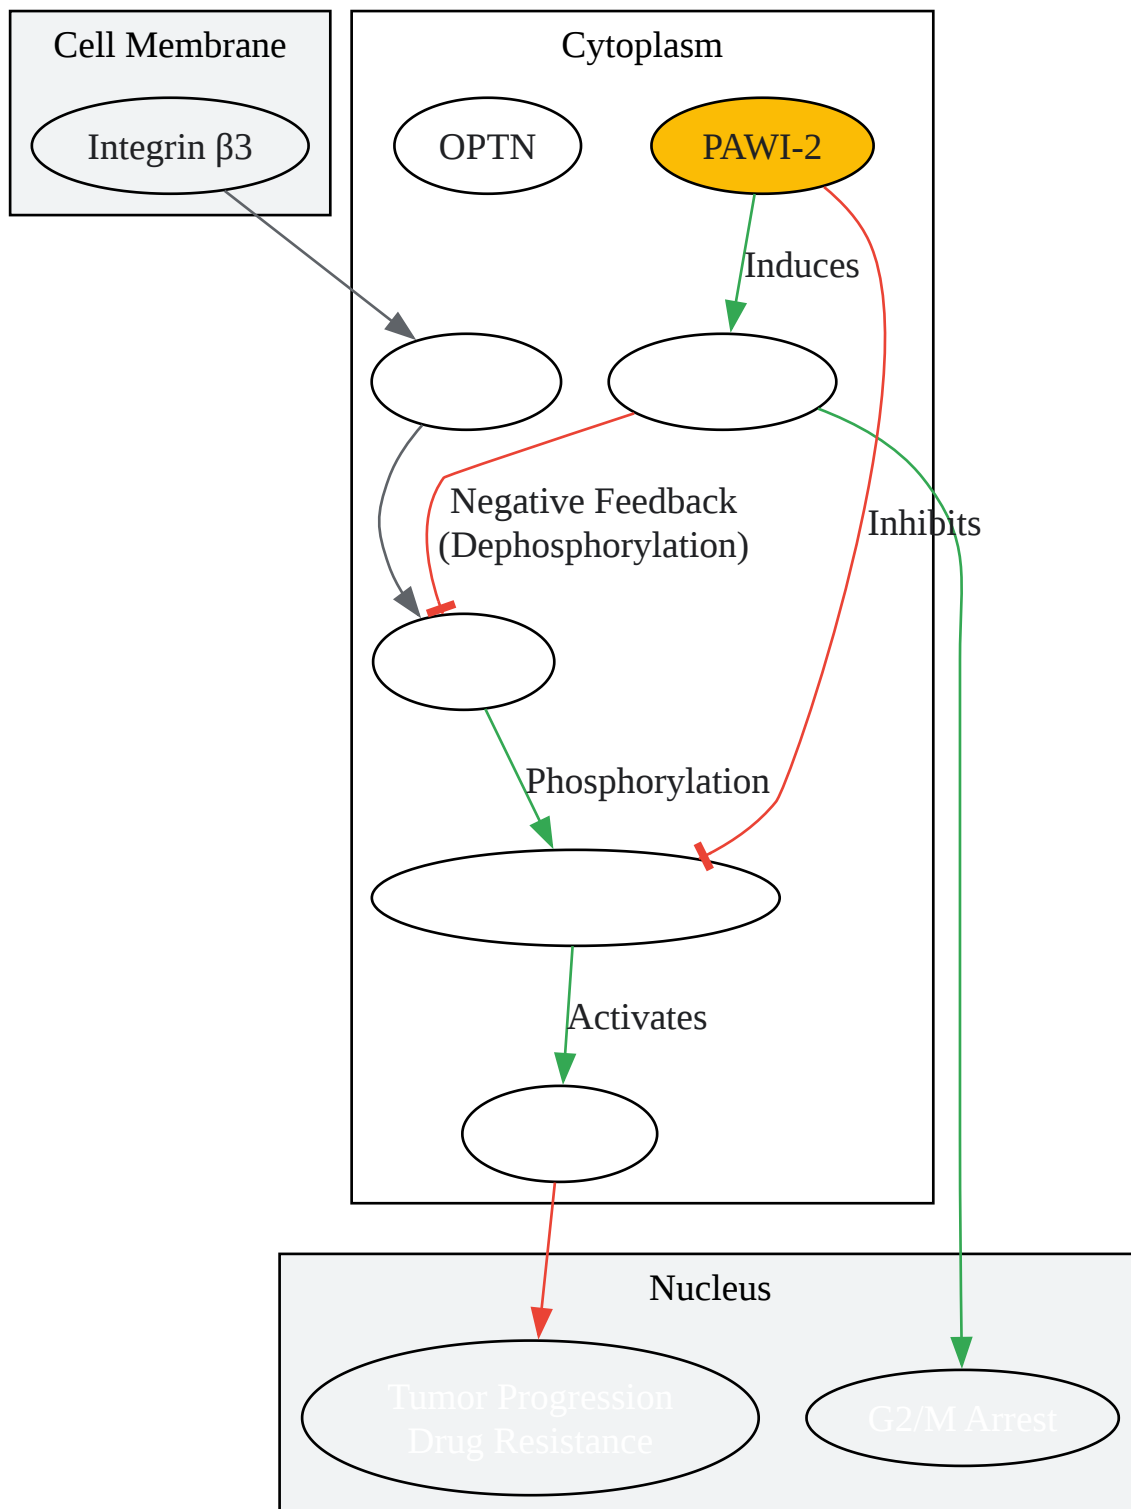 Cell Membrane
Cytoplasm
Integrin β3
OPTN
PAWI-2
Induces
Negative Feedback
(Dephosphorylation)
Inhibits
Phosphorylation
Activates
Nucleus
Tumor Progression
Drug Resistance
G2/M Arrest